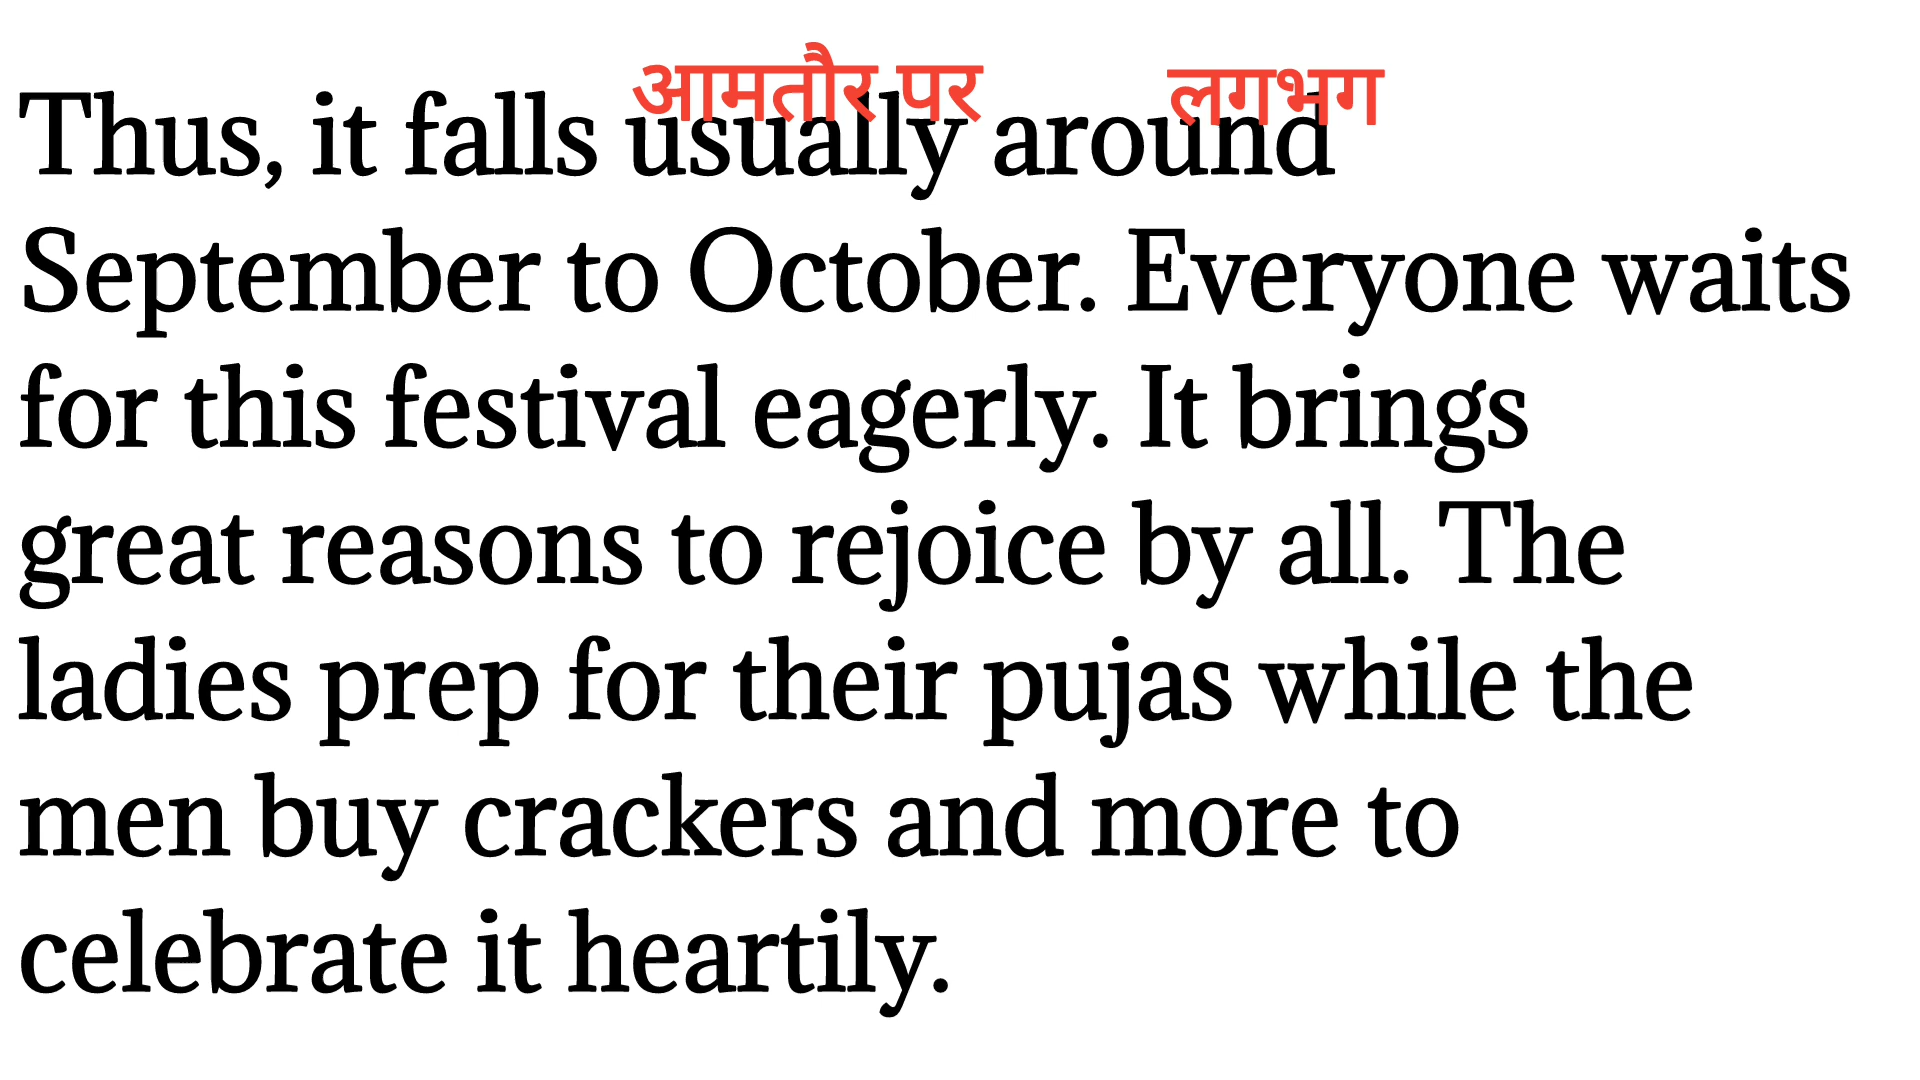 आमतौर पर लगभग
Thus, it falls usually around
September to October. Everyone waits
for this festival eagerly. It brings
great reasons to rejoice by all. The
ladies prep for their pujas while the
men buy crackers and more to
celebrate it heartily.